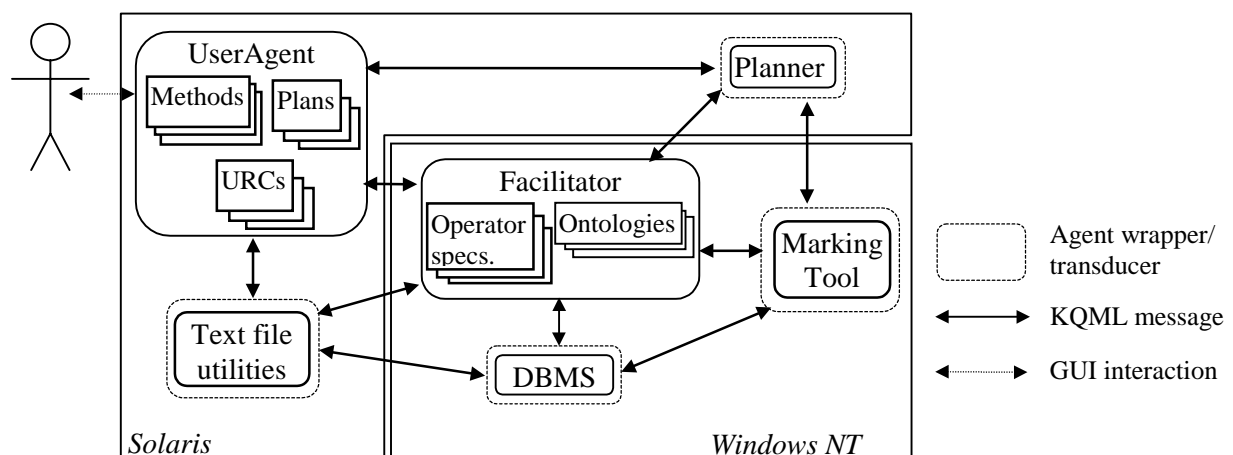 UserAgent
Methods
Plans
URCs
Planner
Facilitator
Operator
specs.
Ontologies
Marking
Tool
Text file
utilities
DBMS
Solaris
Windows NT
Agent wrapper/
transducer
KQML message
GUI interaction